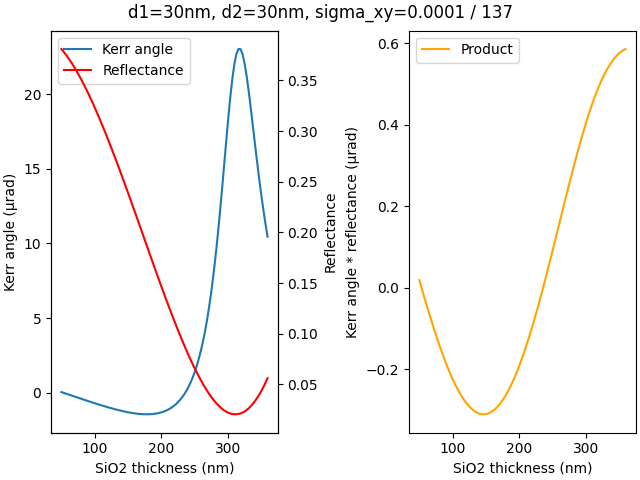 d1=30nm, d2=30nm, sigma_xy=0.0001 / 137
Kerr angle
Reflectance
20
15
10
5
0
Kerr angle (μrad)
100
200
300
SiO2 thickness (nm)
0.35
0.30
0.25
0.20
0.15
0.10
0.05
Reflectance
Product
0.6
0.4
0.2
0.0
−0.2
Kerr angle * reflectance (μrad)
100
200
300
SiO2 thickness (nm)